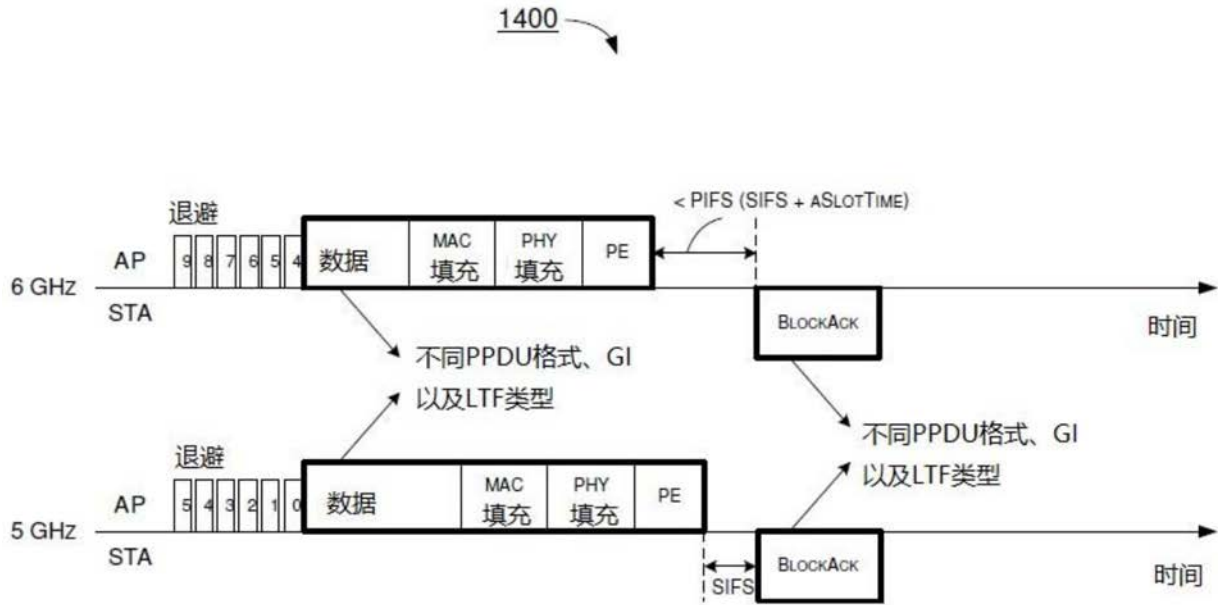 1400
< PIFS (SIFS + ASLOTTIME)
退避
AP
9 8 7 6 5 4
数据
MAC
填充
PHY
填充
PE
6 GHz
STA
BLOCKACK
时间
不同PPDU格式、GI
以及LTF类型
不同PPDU格式、GI
以及LTF类型
退避
AP
5 4 3 2 1 0
数据
MAC
填充
PHY
填充
PE
5 GHz
STA
SIFS
BLOCKACK
时间